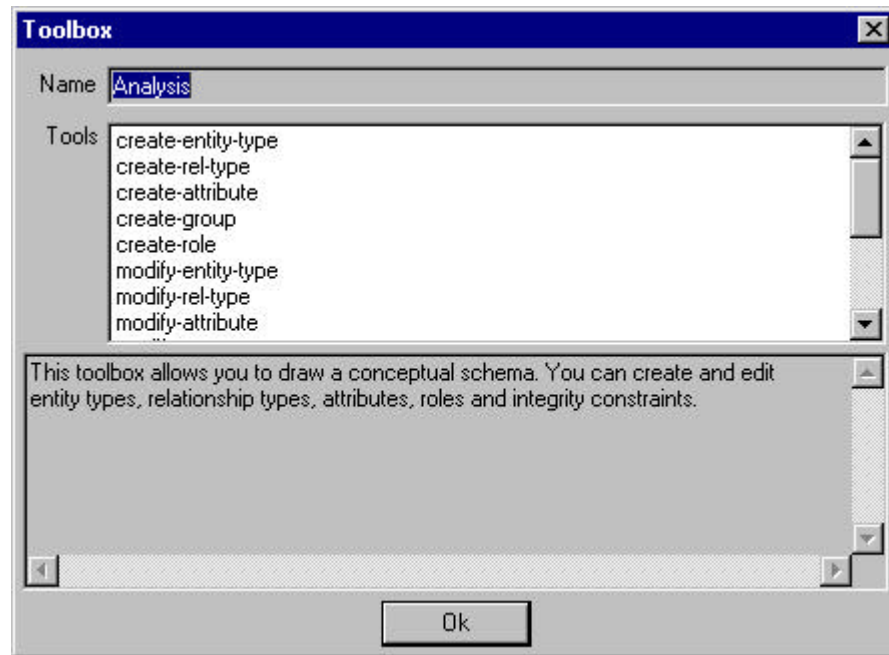 Toolbox
Name Analysis
Tools
create-entity-type
create-rel-type
create-attribute
create-group
create-role
modify-entity-type
modify-rel-type
modify-attribute
This toolbox allows you to draw a conceptual schema. You can create and edit
entity types, relationship types, attributes, roles and integrity constraints.
Ok